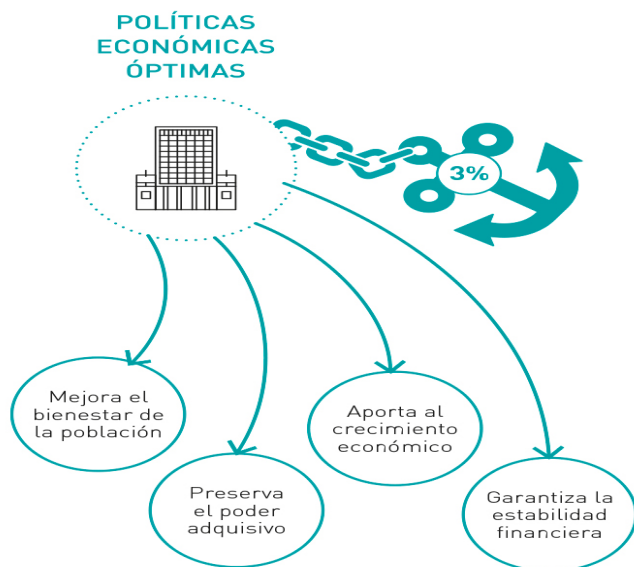 POLÍTICAS
ECONÓMICAS
ÓPTIMAS
3%
Mejora el
bienestar de
la población
Preserva
el poder
adquisivo
Aporta al
crecimiento
económico
Garantiza la
estabilidad
financiera